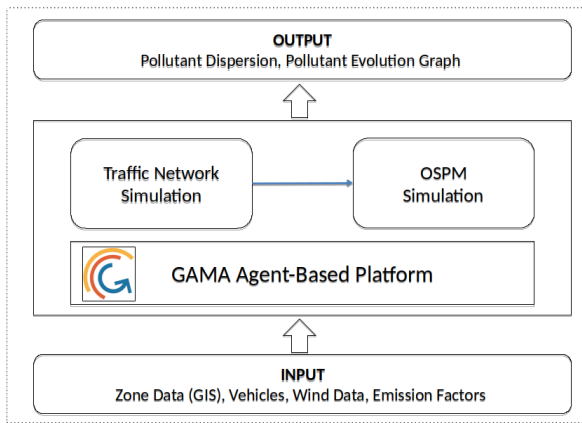 OUTPUT
Pollutant Dispersion, Pollutant Evolution Graph
Traffic Network
Simulation
OSPM
Simulation
GAMA Agent-Based Platform
INPUT
Zone Data (GIS), Vehicles, Wind Data, Emission Factors